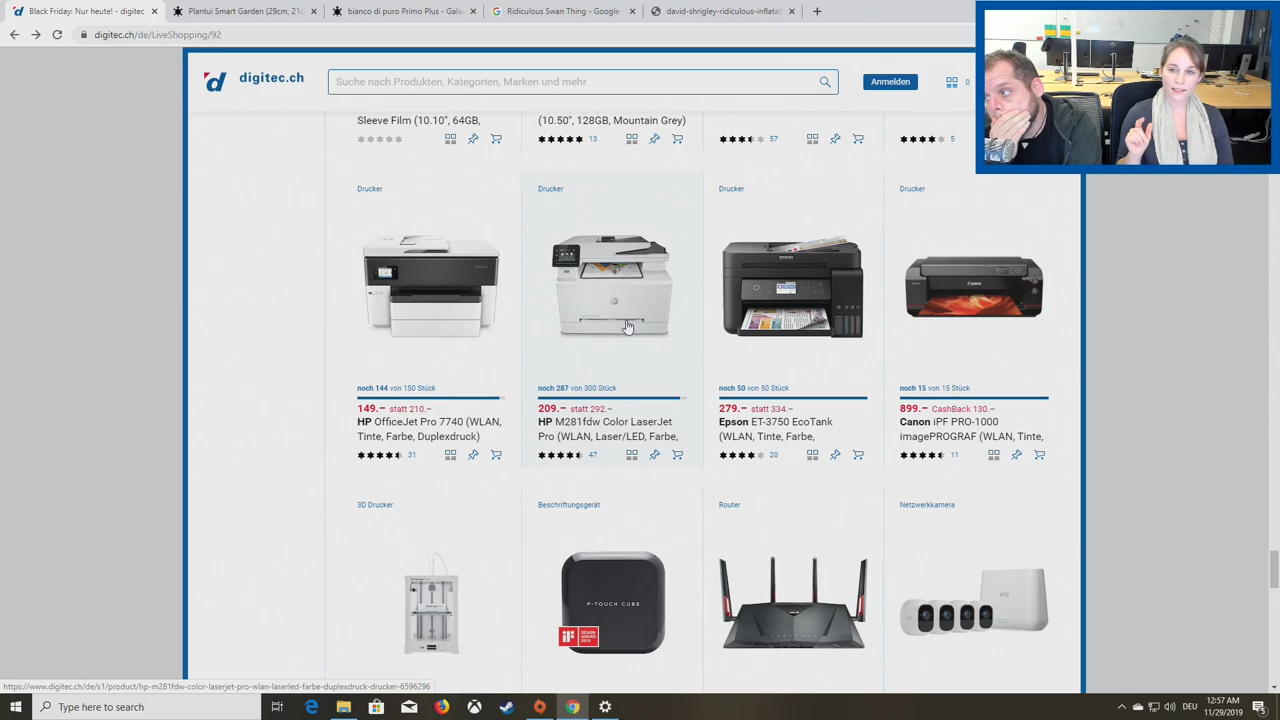 Black Friday: Nur heute! - digitec
Plantui Smart Garden (29cm, 21c
Bianco di puro Primo Plus - Gala
Ridiculous Swan Thing - Google-
david-shrigley-ridiculous-inflatab
digitec.ch/de/LiveShopping/92
digitec.ch
Suche nach Produkten, Kategorien, Marken und mehr
Anmelden
0
Sleeve Film (10.10", 64GB,
(10.50", 128GB, Mountain Grey)
13
57
5
Drucker
Drucker
Drucker
Drucker
EPSON
Canon
noch 144 von 150 Stück
noch 287 von 300 Stück
noch 50 von 50 Stück
noch 15 von 15 Stück
149.– statt 210.–
209.– statt 292.–
279.– statt 334.–
899.– CashBack 130.–
HP OfficeJet Pro 7740 (WLAN,
Tinte, Farbe, Duplexdruck)
HP M281fdw Color LaserJet
Pro (WLAN, Laser/LED, Farbe,
Epson ET-3750 EcoTank
(WLAN, Tinte, Farbe,
Canon iPF PRO-1000
imagePROGRAF (WLAN, Tinte,
31
47
20
11
3D Drucker
Beschriftungsgerät
Router
Netzwerkkamera
P-TOUCH CUBE
iF DESIGN AWARD 2019
https://www.digitec.ch/de/s1/product/hp-m281fdw-color-laserjet-pro-wlan-laserled-farbe-duplexdruck-drucker-6596296
Type here to search
DEU
12:57 AM
11/29/2019
5